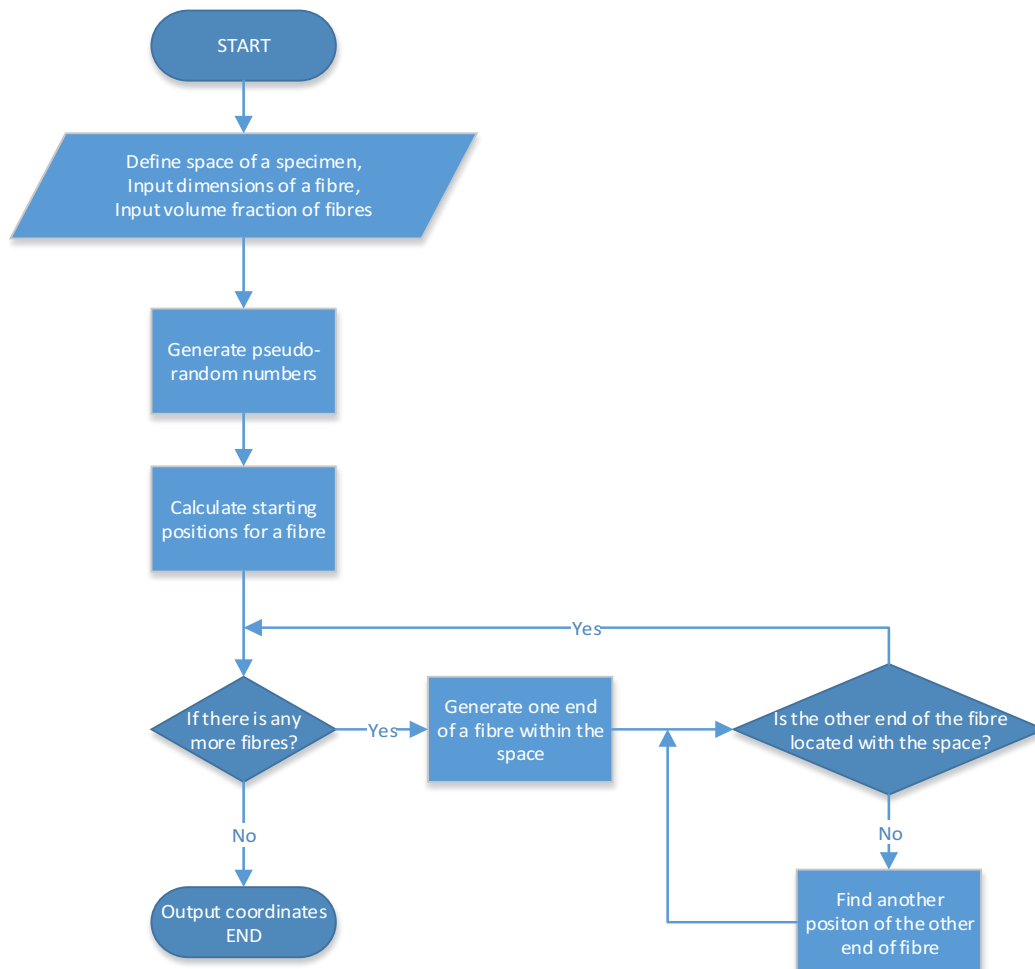 START
Define space of a specimen,
Input dimensions of a fibre,
Input volume fraction of fibres
Generate pseudo-
random numbers
Calculate starting
positions for a fibre
Yes
If there is any
more fibres?
Yes
Generate one end
of a fibre within the
space
Is the other end of the fibre
located with the space?
No
No
Output coordinates
END
Find another
positon of the other
end of fibre